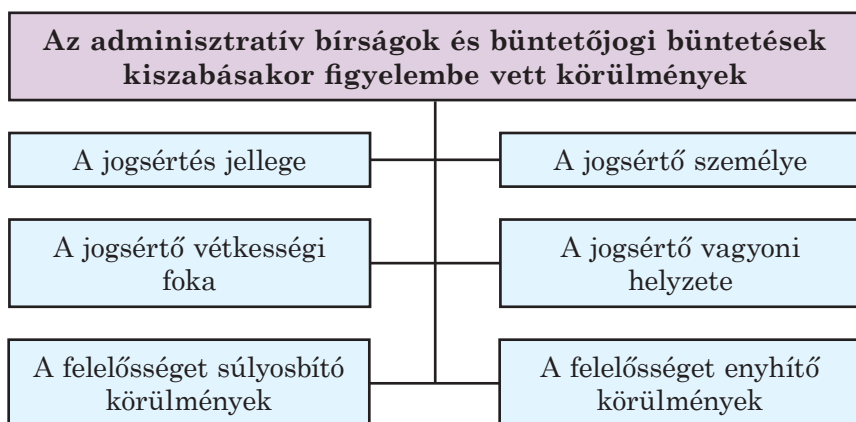 Az adminisztratív bírságok és büntetőjogi büntetések
kiszabásakor figyelembe vett körülmények
A jogsértés jellege
A jogsértő személye
A jogsértő vétkességi
foka
A jogsértő vagyoni
helyzete
A felelősséget súlyosbító
körülmények
A felelősséget enyhítő
körülmények